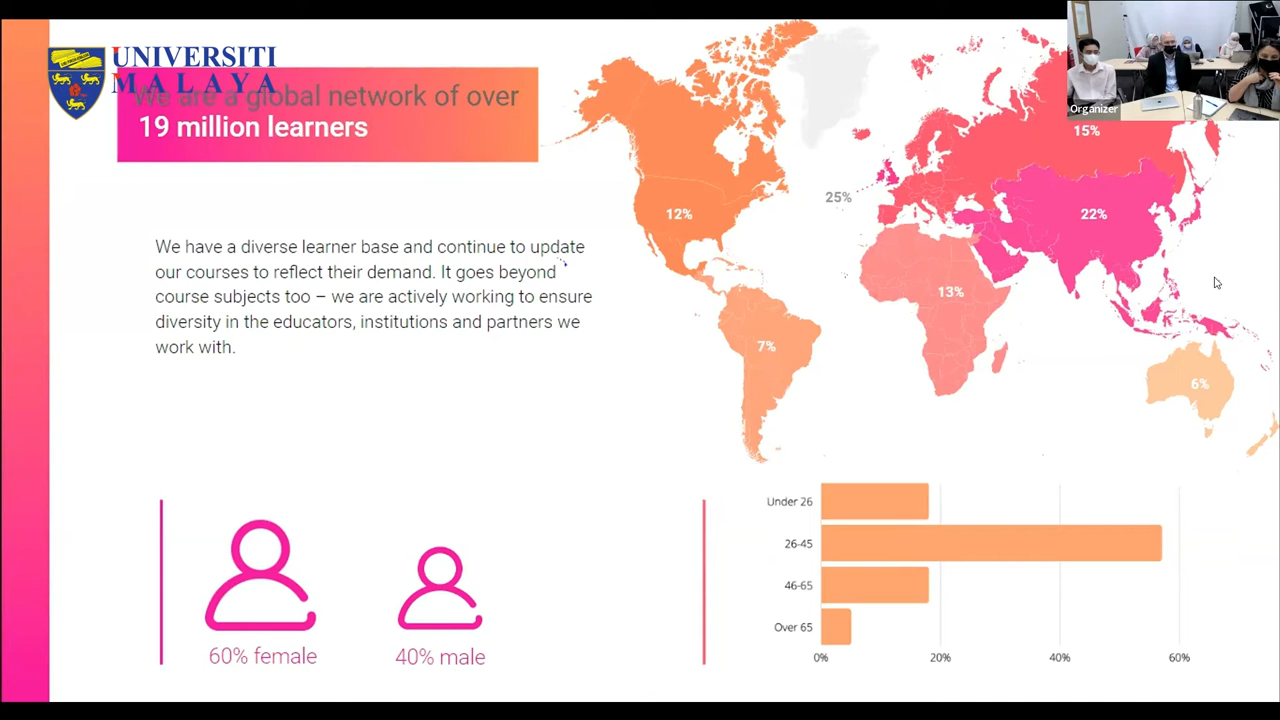 UNIVERSITI
MALAYA
We are a global network of over
19 million learners
Organizer
15%
25%
12%
22%
13%
7%
6%
We have a diverse learner base and continue to update
our courses to reflect their demand. It goes beyond
course subjects too – we are actively working to ensure
diversity in the educators, institutions and partners we
work with.
60% female
40% male
Under 26
26-45
46-65
Over 65
0%
20%
40%
60%